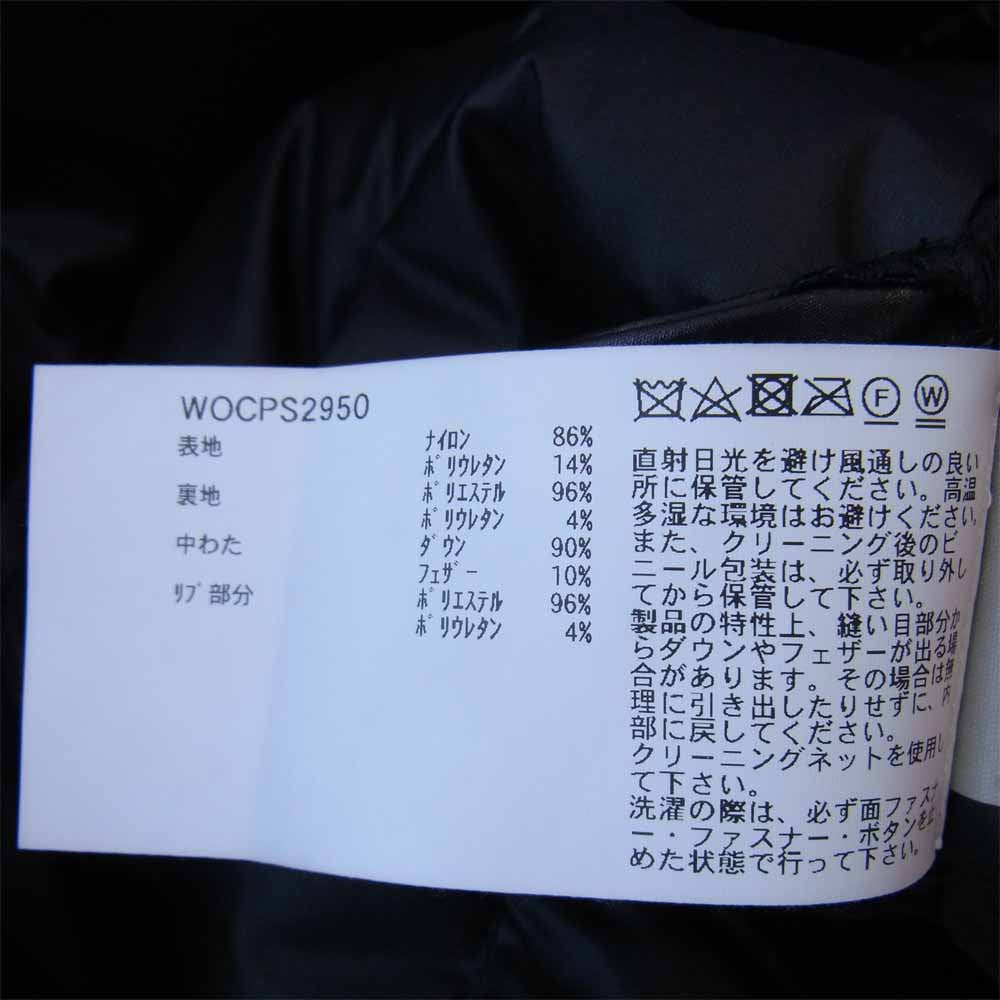 WOCPS2950
表地
ナイロン 86%
ポリウレタン 14%
裏地
ポリエステル 96%
ポリウレタン 4%
中わた
ダウン 90%
フェザー 10%
リブ部分
ポリエステル 96%
ポリウレタン 4%
F W
直射日光を避け風通しの良い
所に保管してください。高温
多湿な環境はお避けください。
また、クリーニング後のビ
ニール包装は、必ず取り外し
てから保管して下さい。
製品の特性上、縫い目部分か
らダウンやフェザーが出る場
合があります。その場合は無
理に引き出したりせずに、内
部に戻してください。
クリーニングネットを使用し
て下さい。
洗濯の際は、必ず面ファスナ
ー・ファスナー・ボタンを
めた状態で行って下さい。